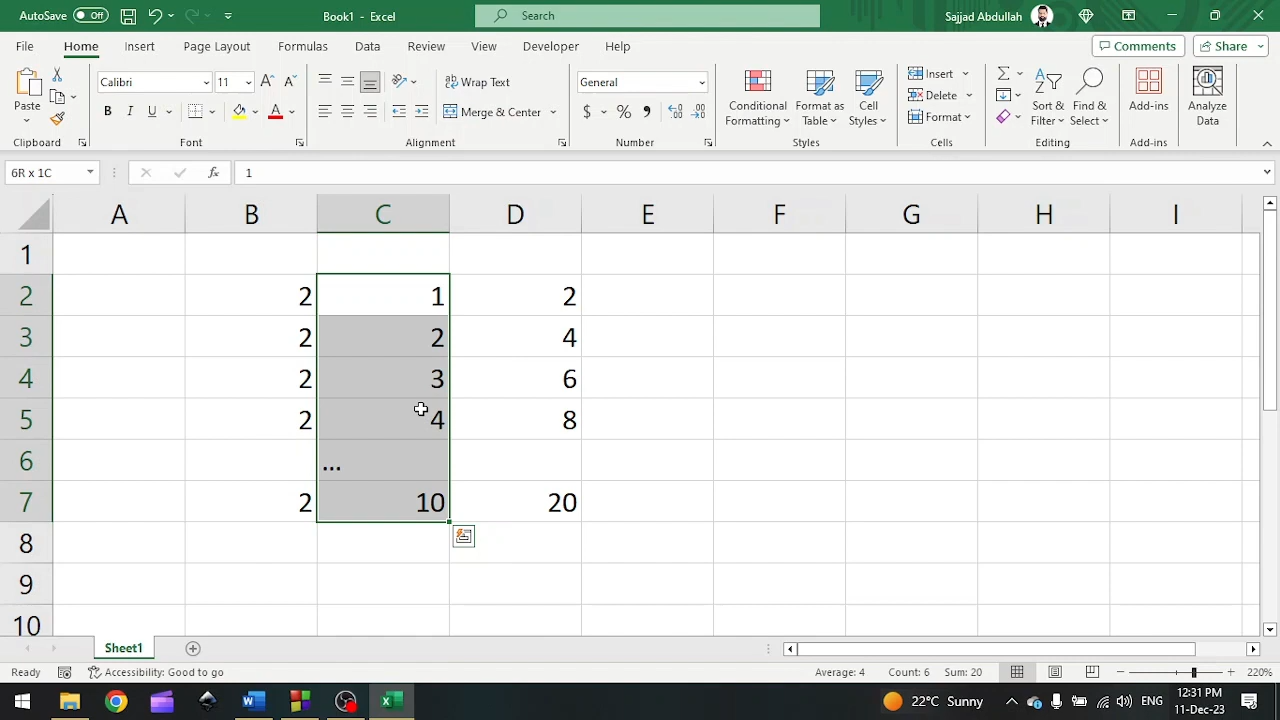 AutoSave Off Book1 - Excel Search Sajjad Abdullah
File Home Insert Page Layout Formulas Data Review View Developer Help Comments Share
Paste
Clipboard
Calibri 11
B I U A
Font
Wrap Text
Merge & Center
Alignment
General
$ % ,
Number
Conditional Formatting
Format as Table
Cell Styles
Styles
Insert
Delete
Format
Cells
Sort & Filter
Find & Select
Editing
Add-ins
Add-ins
Analyze Data
6R x 1C fx 1
A B C D E F G H I
1
2 2 1 2
3 2 2 4
4 2 3 6
5 2 4 8
6 ...
7 2 10 20
8
9
10
Sheet1
Ready Accessibility: Good to go Average: 4 Count: 6 Sum: 20 220%
22°C Sunny ENG 12:31 PM
11-Dec-23